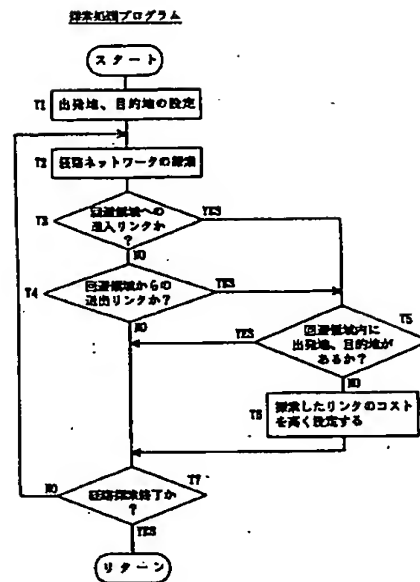 探索処理プログラム
スタート
T1
出発地、目的地の設定
T2
経路ネットワークの探索
T3
回避領域への
進入リンクか
?
YES
NO
T4
回避領域からの
退出リンクか?
YES
NO
T5
回避領域内に
出発地、目的地が
あるか?
YES
NO
T6
探索したリンクのコスト
を高く設定する
T7
経路探索終了か
?
NO
YES
リターン